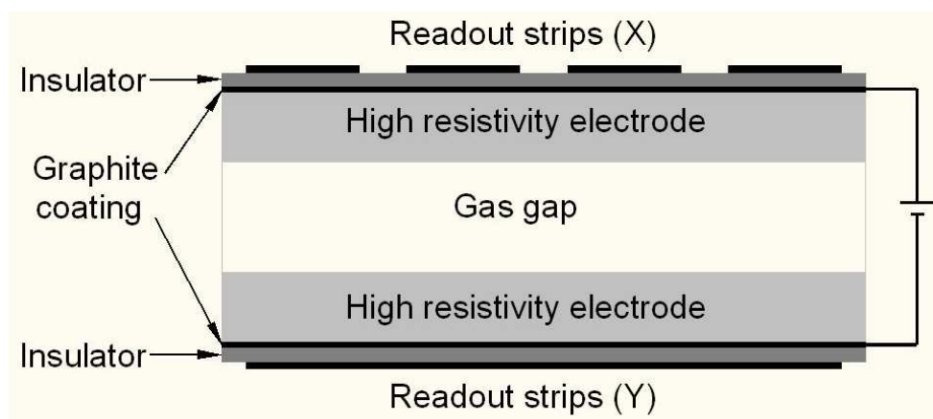 Readout strips (X)
Insulator
High resistivity electrode
Graphite
coating
Gas gap
High resistivity electrode
Insulator
Readout strips (Y)